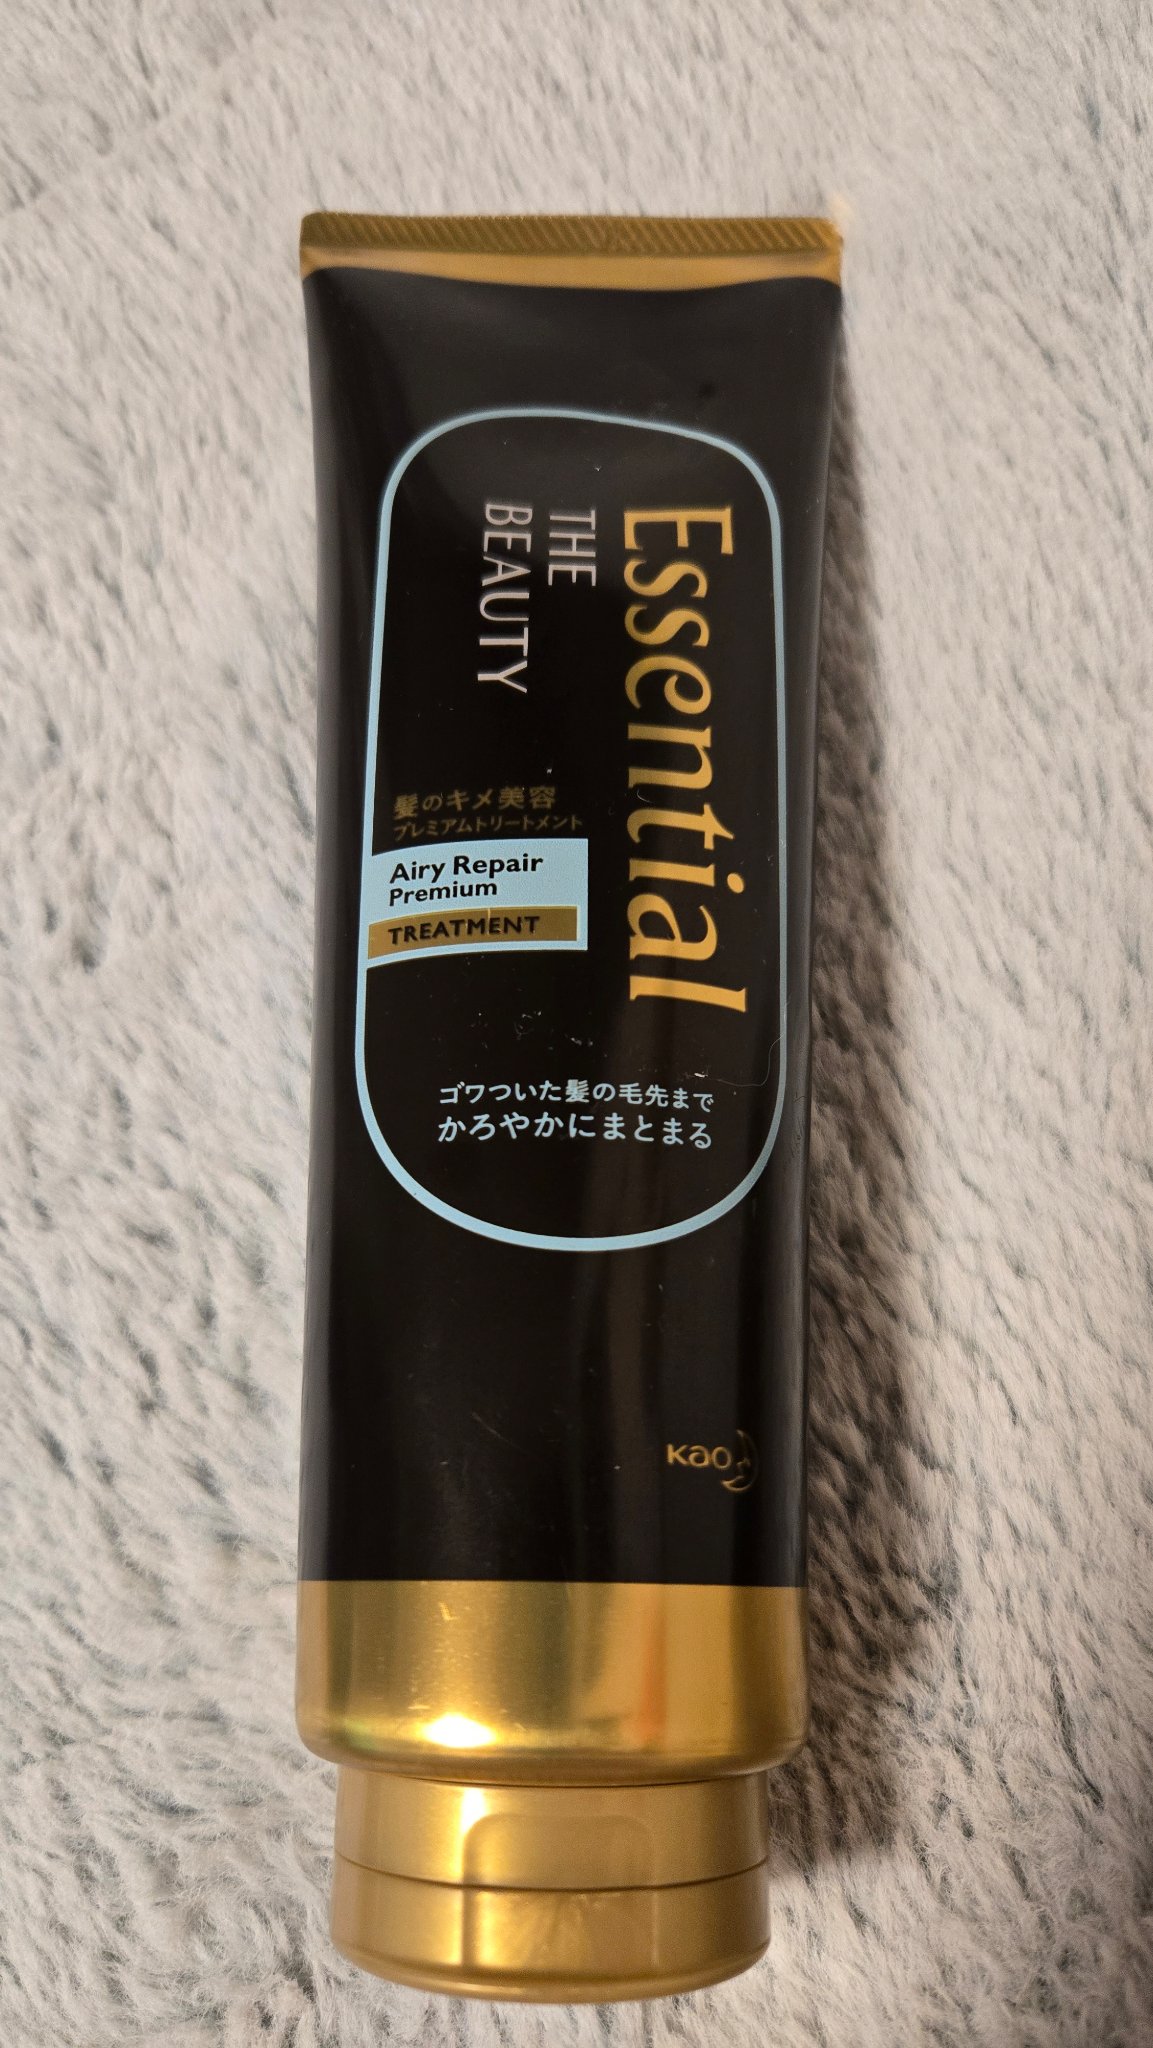 Essential
THE
BEAUTY
髪のキメ美容
プレミアムトリートメント
Airy Repair
Premium
TREATMENT
ゴワついた髪の毛先まで
かろやかにまとまる
Kao